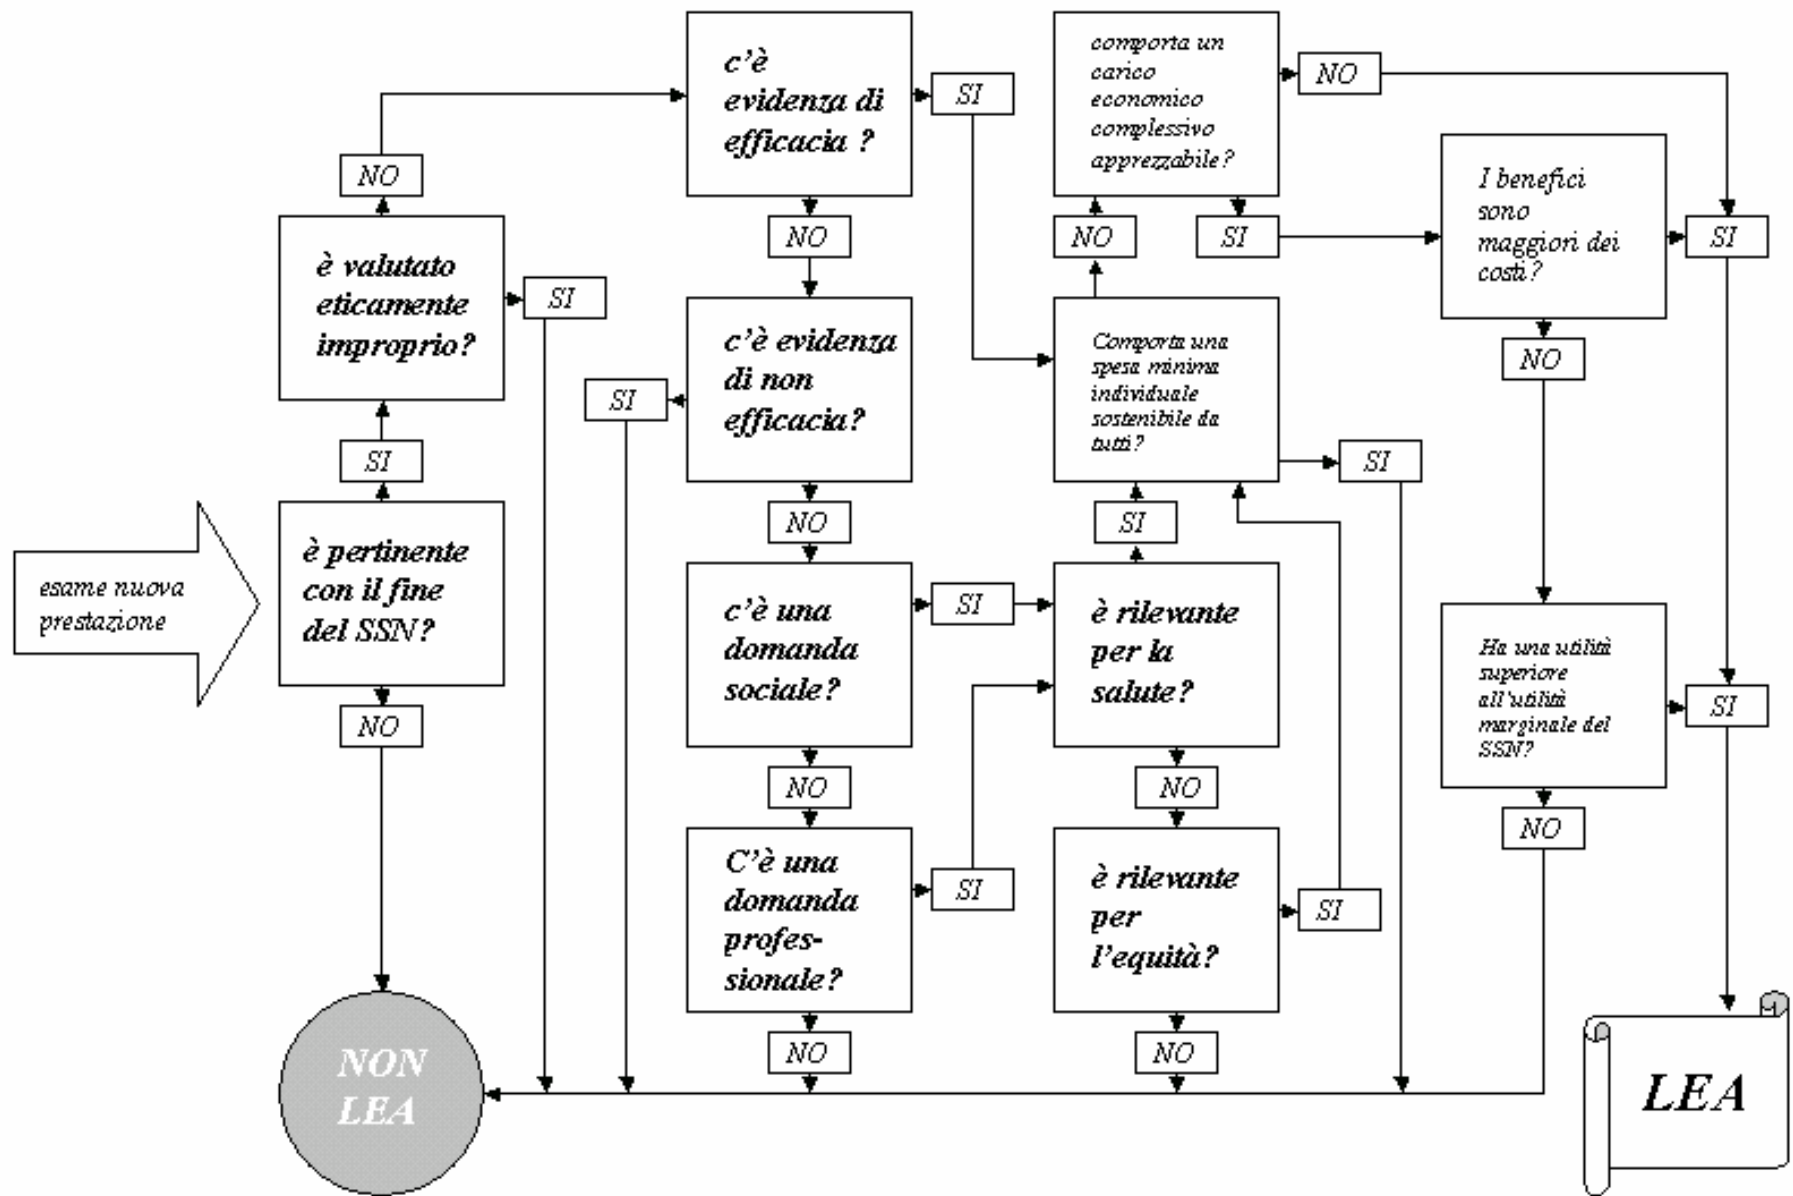 esame nuova
prestazione
è pertinente
con il fine
del SSN?
SI
NO
è valutato
eticamente
improprio?
NO
SI
c'è
evidenza di
efficacia ?
SI
NO
c'è evidenza
di non
efficacia?
SI
NO
c'è una
domanda
sociale?
SI
NO
C'è una
domanda
profes-
sionale?
SI
NO
è rilevante
per la
salute?
SI
NO
è rilevante
per
l'equità?
SI
NO
Comporta una
spesa minima
individuale
sostenibile da
tutti?
NO
SI
comporta un
carico
economico
complessivo
apprezzabile?
NO
SI
I benefici
sono
maggiori dei
costi?
SI
NO
Ha una utilità
superiore
all'utilità
marginale del
SSN?
SI
NO
NON
LEA
LEA